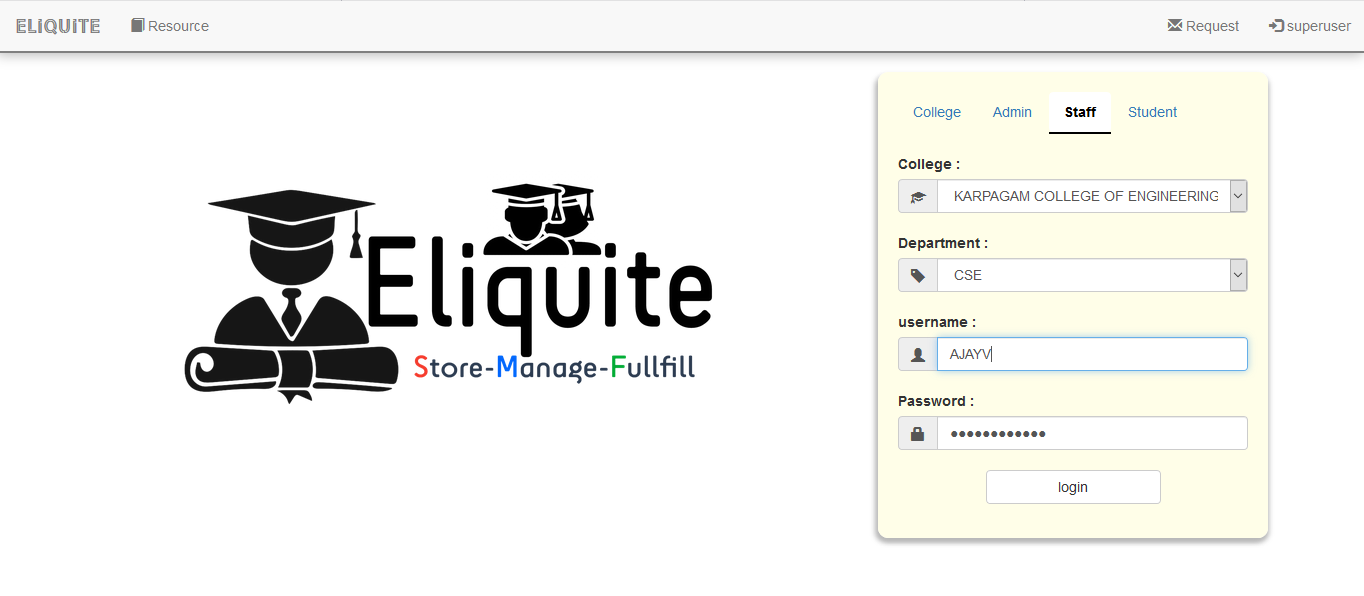 ELiQUiTE Resource Request superuser
College Admin Staff Student
College :
KARPAGAM COLLEGE OF ENGINEERING
Department :
CSE
username :
AJAYV
Password :
••••••••••••
login
Eliquite
Store-Manage-Fullfill